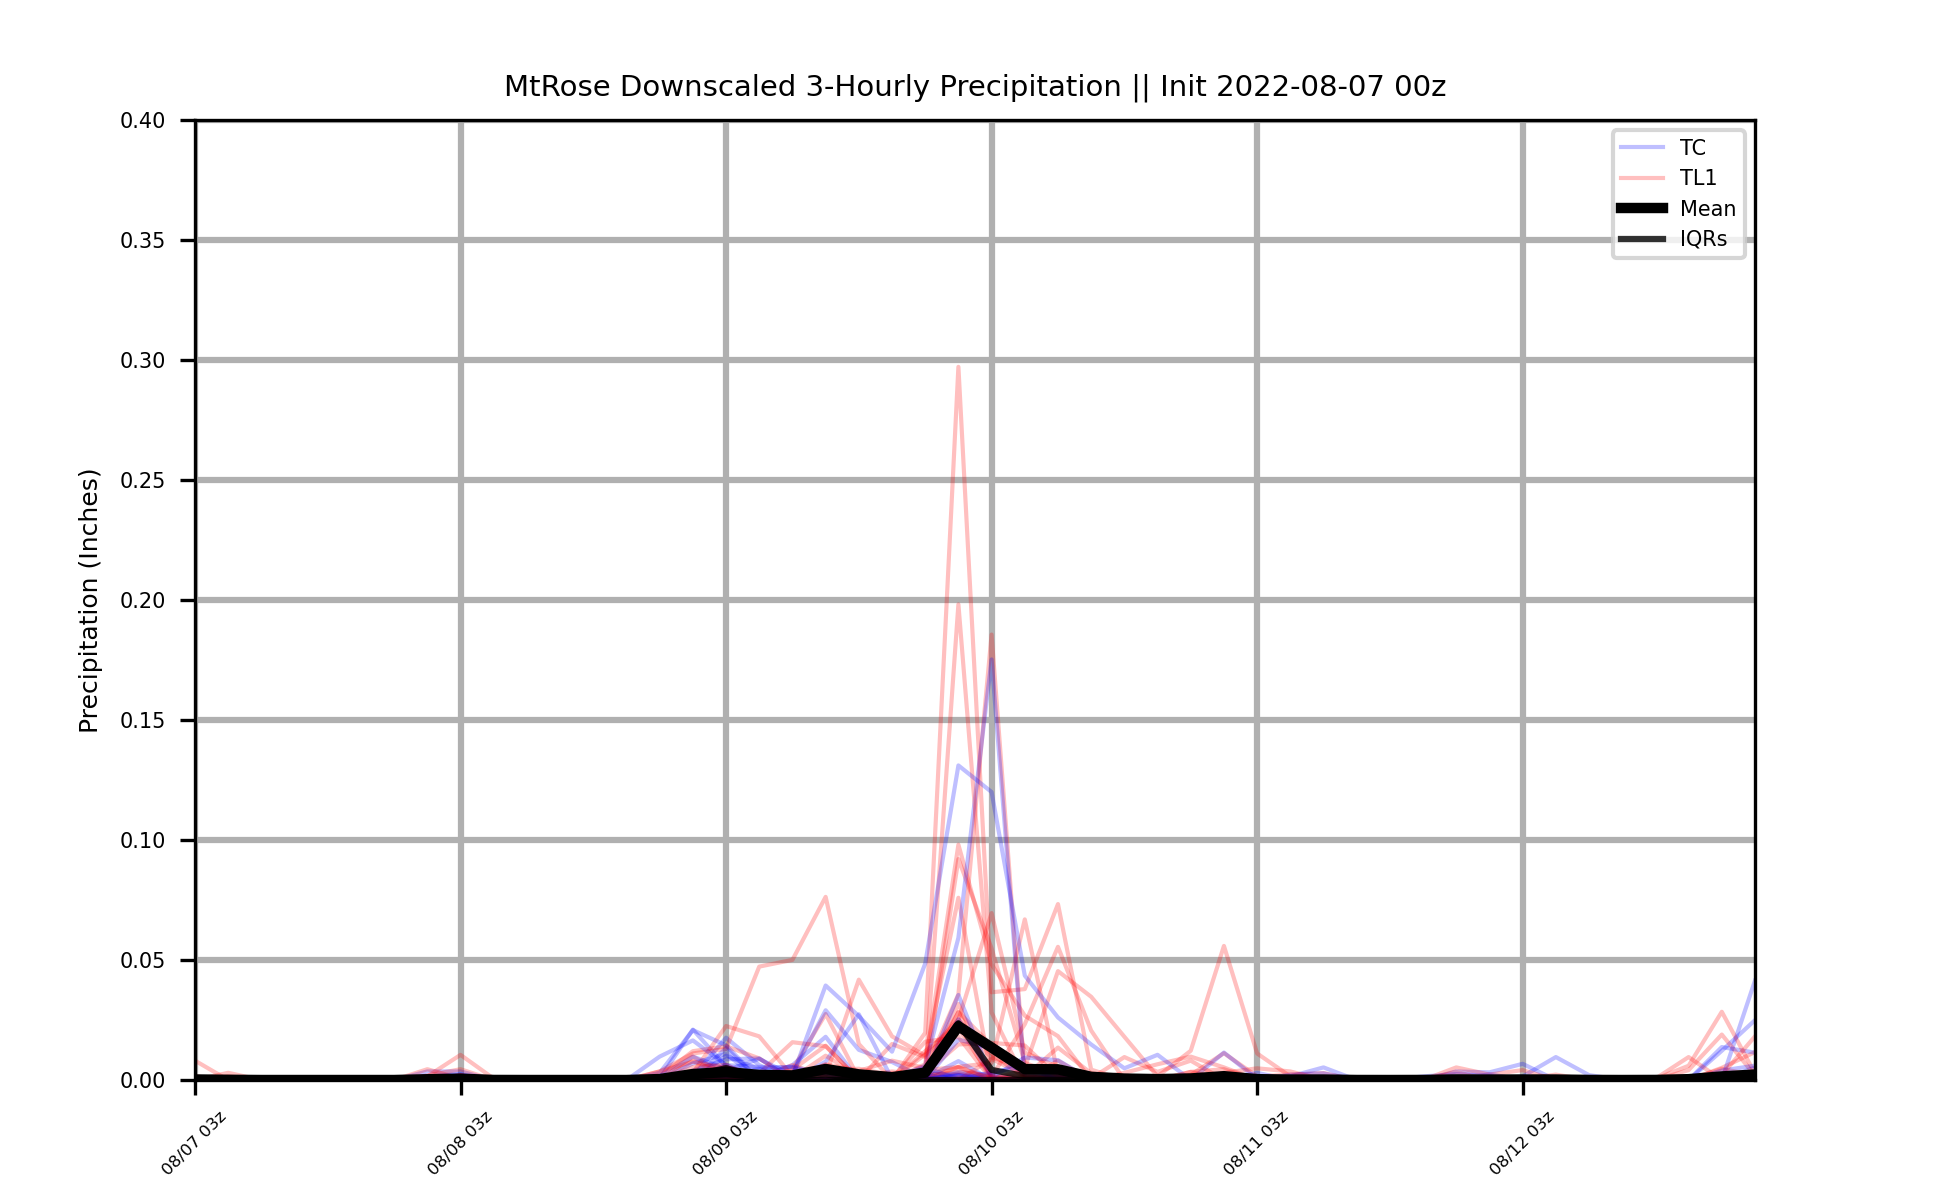 MtRose Downscaled 3-Hourly Precipitation || Init 2022-08-07 00z
TC
TL1
Mean
IQRs
Precipitation (Inches)
0.40
0.35
0.30
0.25
0.20
0.15
0.10
0.05
0.00
08/07 03z
08/08 03z
08/09 03z
08/10 03z
08/11 03z
08/12 03z